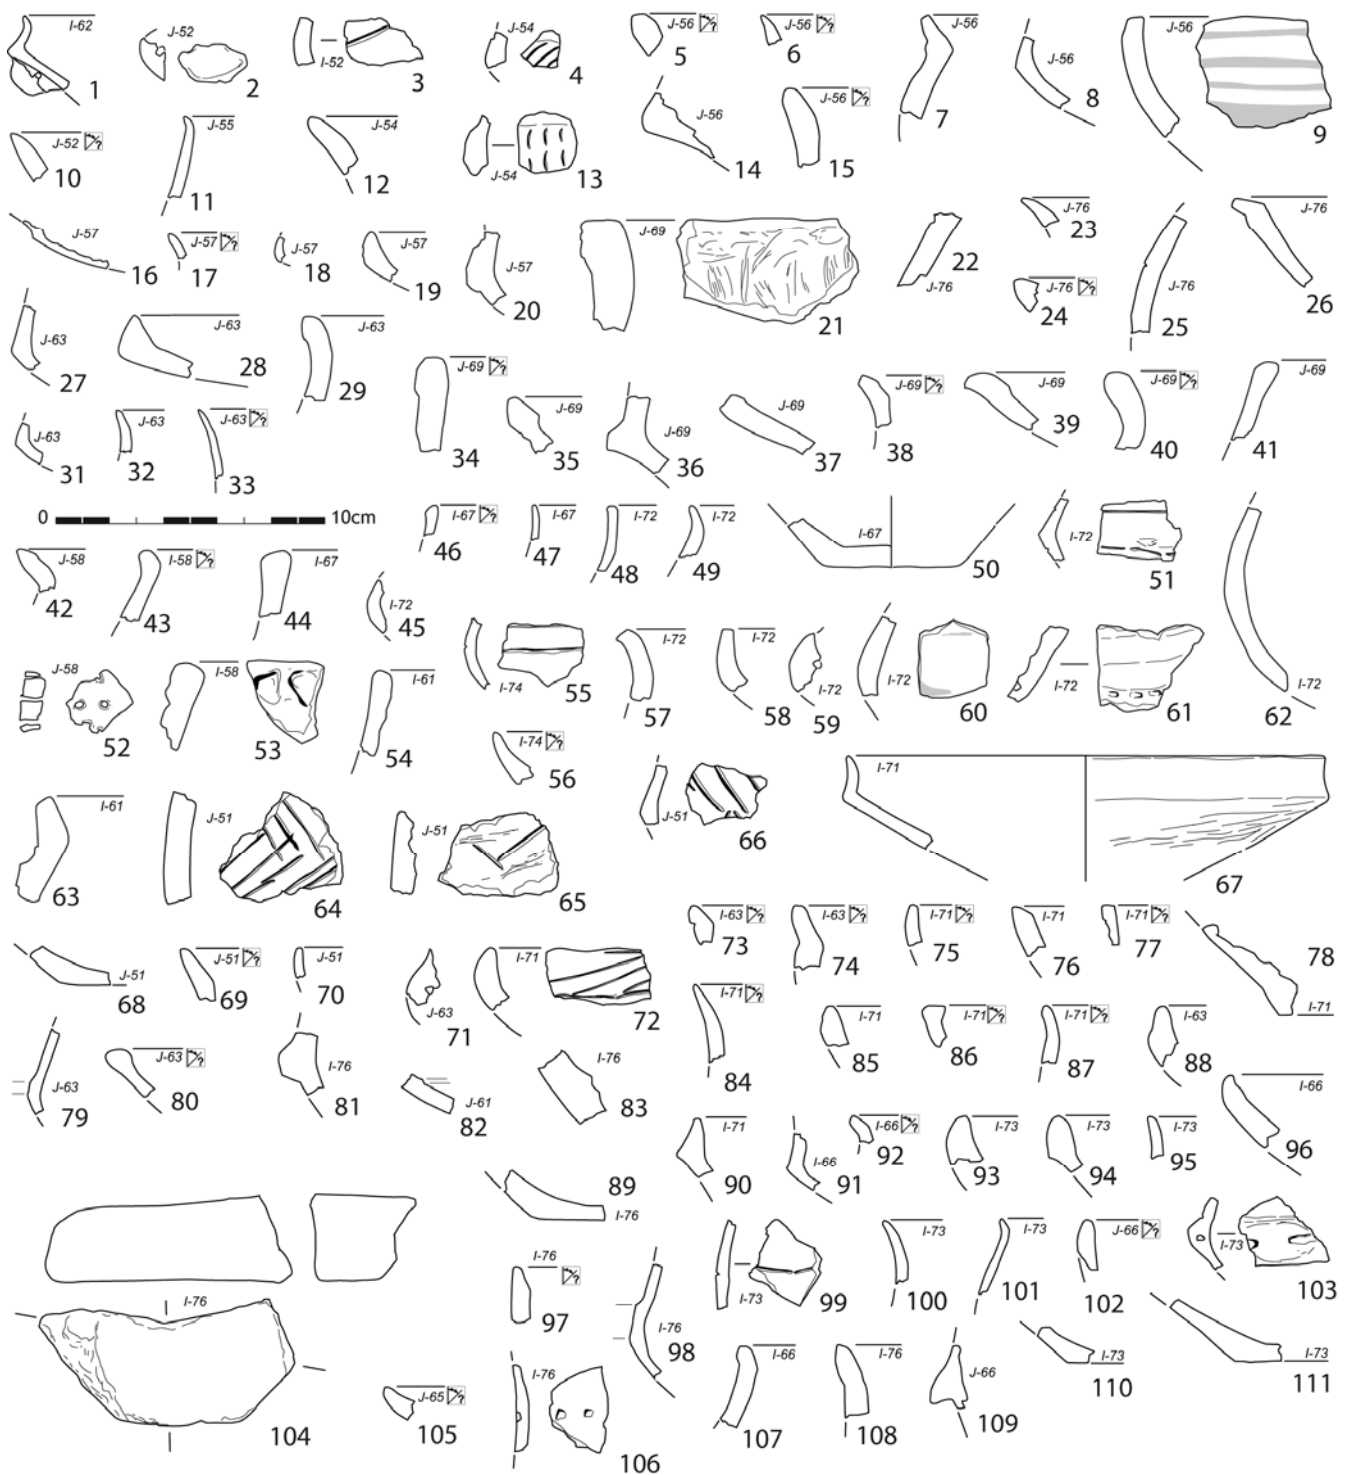 I-62 1
J-52 2
I-52 3
J-54 4
J-56 ? 5
J-56 ? 6
J-56 7
J-56 8
J-56 9
J-52 ? 10
J-55 11
J-54 12
J-54 13
J-56 14
J-56 ? 15
J-57 16
J-57 ? 17
J-57 18
J-57 19
J-57 20
J-69 21
J-76 22
J-76 23
J-76 ? 24
J-76 25
J-76 26
J-63 27
J-63 28
J-63 29
J-63 31
J-63 32
J-63 ? 33
J-69 ? 34
J-69 35
J-69 36
J-69 37
J-69 ? 38
J-69 39
J-69 ? 40
J-69 41
0 10cm
J-58 42
I-58 ? 43
I-67 44
I-72 45
I-67 ? 46
I-67 47
I-72 48
I-72 49
I-67 50
I-72 51
J-58 52
I-58 53
I-61 54
I-74 55
I-74 ? 56
I-72 57
I-72 58
I-72 59
I-72 60
I-72 61
I-72 62
I-61 63
J-51 64
J-51 65
J-51 66
I-71 67
J-51 68
J-51 ? 69
J-51 70
J-63 71
I-71 72
I-63 ? 73
I-63 ? 74
I-71 ? 75
I-71 76
I-71 ? 77
I-71 78
J-63 79
J-63 ? 80
I-76 81
J-61 82
I-76 83
I-71 ? 84
I-71 85
I-71 ? 86
I-71 ? 87
I-63 88
I-76 89
I-71 90
I-66 91
I-66 ? 92
I-73 93
I-73 94
I-73 95
I-66 96
I-76 ? 97
I-76 98
I-73 99
I-73 100
I-73 101
J-66 ? 102
I-73 103
I-76 104
J-65 ? 105
I-76 106
I-66 107
I-76 108
J-66 109
I-73 110
I-73 111